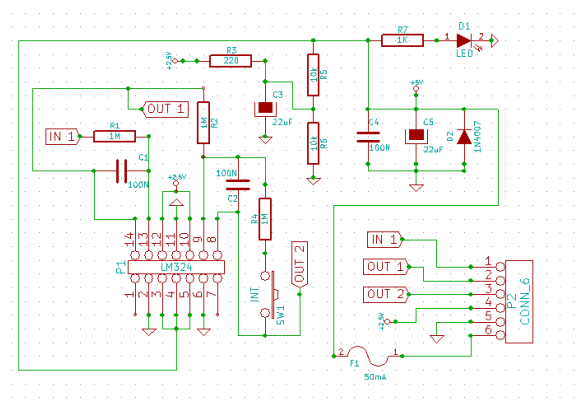 D1
R7
1
2
1K
LED
R3
+2.5V
220
R5
10k
+5V
C3
22uF
C4
100N
C5
22uF
D2
1N4007
OUT 1
IN 1
R1
1M
1M
R2
R6
10k
C1
100N
+2.5V
100N
C2
R4
1M
14
13
12
11
10
9
8
P1
LM324
1
2
3
4
5
6
7
INT
SW1
OUT 2
IN 1
OUT 1
OUT 2
+2.5V
1
2
3
4
5
6
P2
CONN_6
2
1
F1
50mA